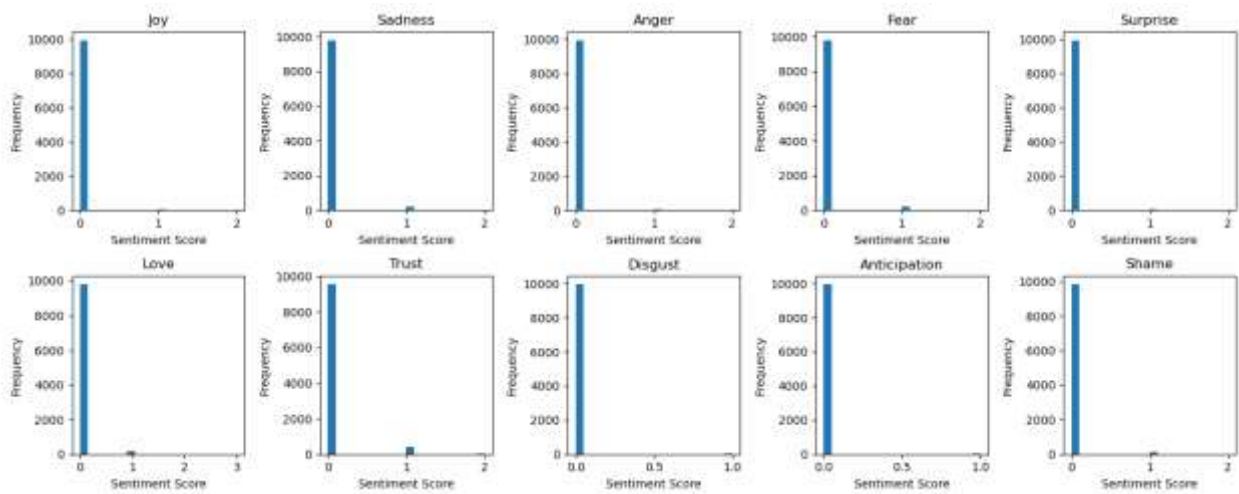 Joy Sadness Anger Fear Surprise
10000 10000 10000 10000 10000
8000 8000 8000 8000 8000
6000 6000 6000 6000 6000
Frequency Frequency Frequency Frequency Frequency
4000 4000 4000 4000 4000
2000 2000 2000 2000 2000
0 0 0 0 0
0 1 2 0 1 2 0 1 2 0 1 2 0 1 2
Sentiment Score Sentiment Score Sentiment Score Sentiment Score Sentiment Score
Love Trust Disgust Anticipation Shame
10000 10000 10000 10000 10000
8000 8000 8000 8000 8000
6000 6000 6000 6000 6000
Frequency Frequency Frequency Frequency Frequency
4000 4000 4000 4000 4000
2000 2000 2000 2000 2000
0 0 0 0 0
0 1 2 3 0 1 2 0.0 0.5 1.0 0.0 0.5 1.0 0 1 2
Sentiment Score Sentiment Score Sentiment Score Sentiment Score Sentiment Score